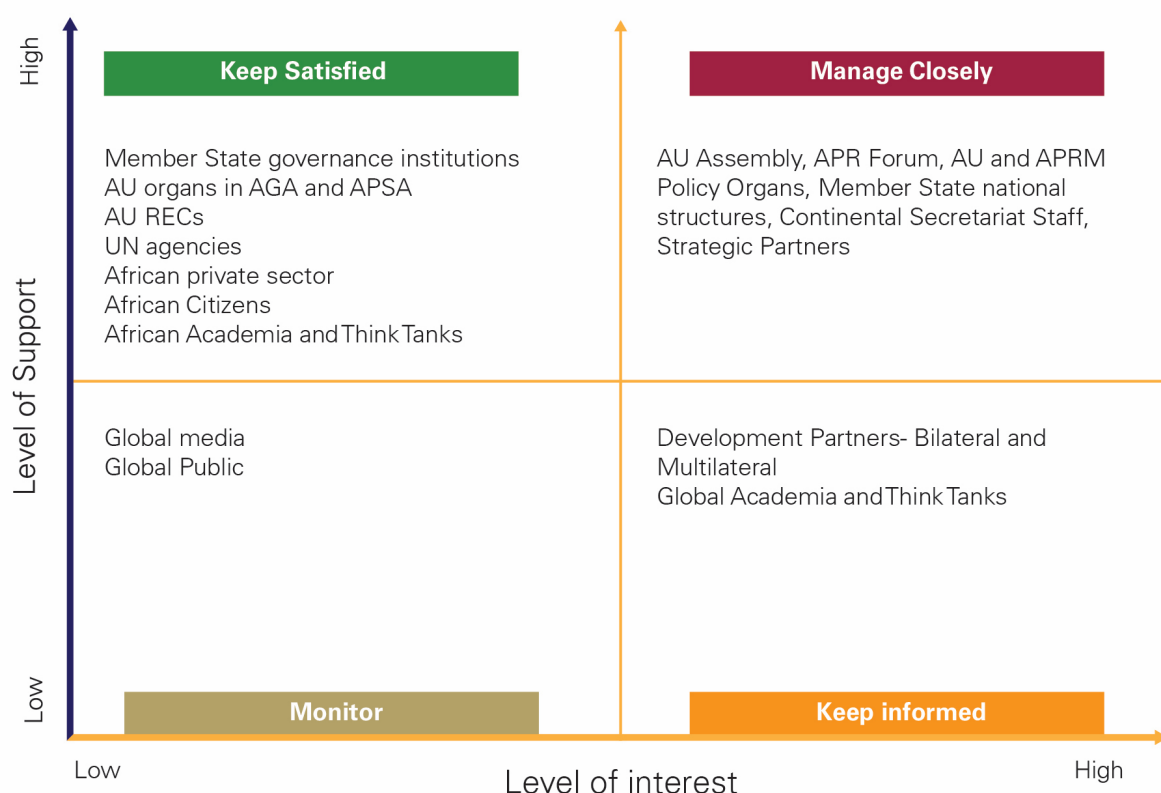 High
Keep Satisfied
Manage Closely
Member State governance institutions
AU organs in AGA and APSA
AU RECs
UN agencies
African private sector
African Citizens
African Academia and Think Tanks
AU Assembly, APR Forum, AU and APRM
Policy Organs, Member State national
structures, Continental Secretariat Staff,
Strategic Partners
Level of Support
Global media
Global Public
Development Partners- Bilateral and
Multilateral
Global Academia and Think Tanks
Low
Monitor
Keep informed
Low
Level of interest
High